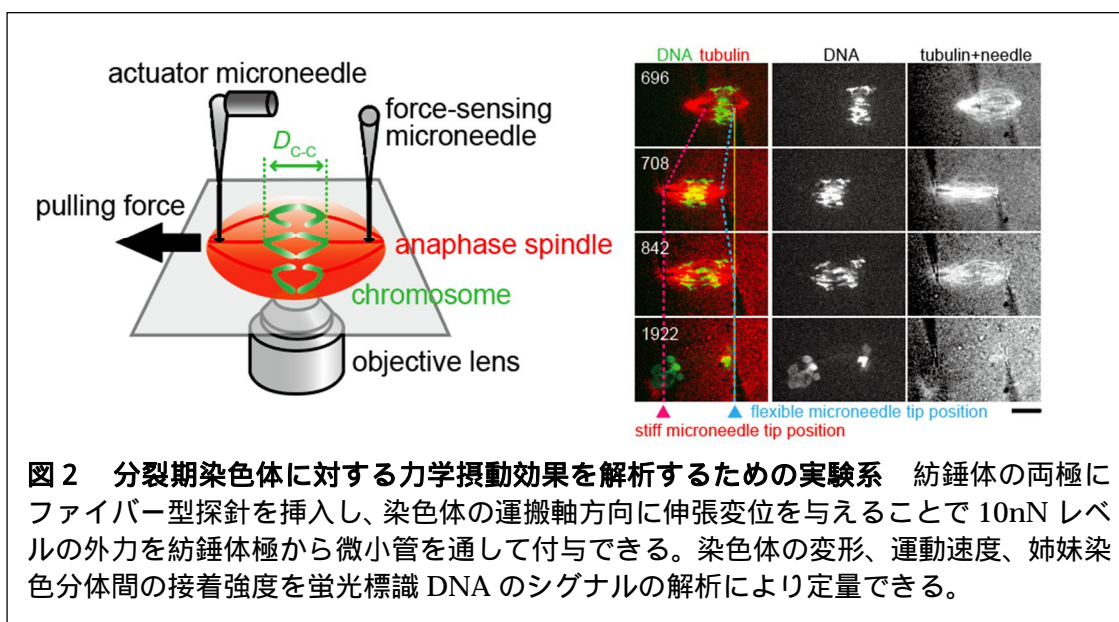 actuator microneedle
force-sensing
microneedle
D C-C
pulling force
anaphase spindle
chromosome
objective lens
DNA tubulin
DNA
tubulin+needle
696
708
842
1922
flexible microneedle tip position
stiff microneedle tip position
図 2 分裂期染色体に対する力学摂動効果を解析するための実験系 紡錘体の両極に
ファイバー型探針を挿入し、染色体の運搬軸方向に伸張変位を与えることで 10nN レベ
ルの外力を紡錘体極から微小管を通して付与できる。染色体の変形、運動速度、姉妹染
色分体間の接着強度を蛍光標識 DNA のシグナルの解析により定量できる。